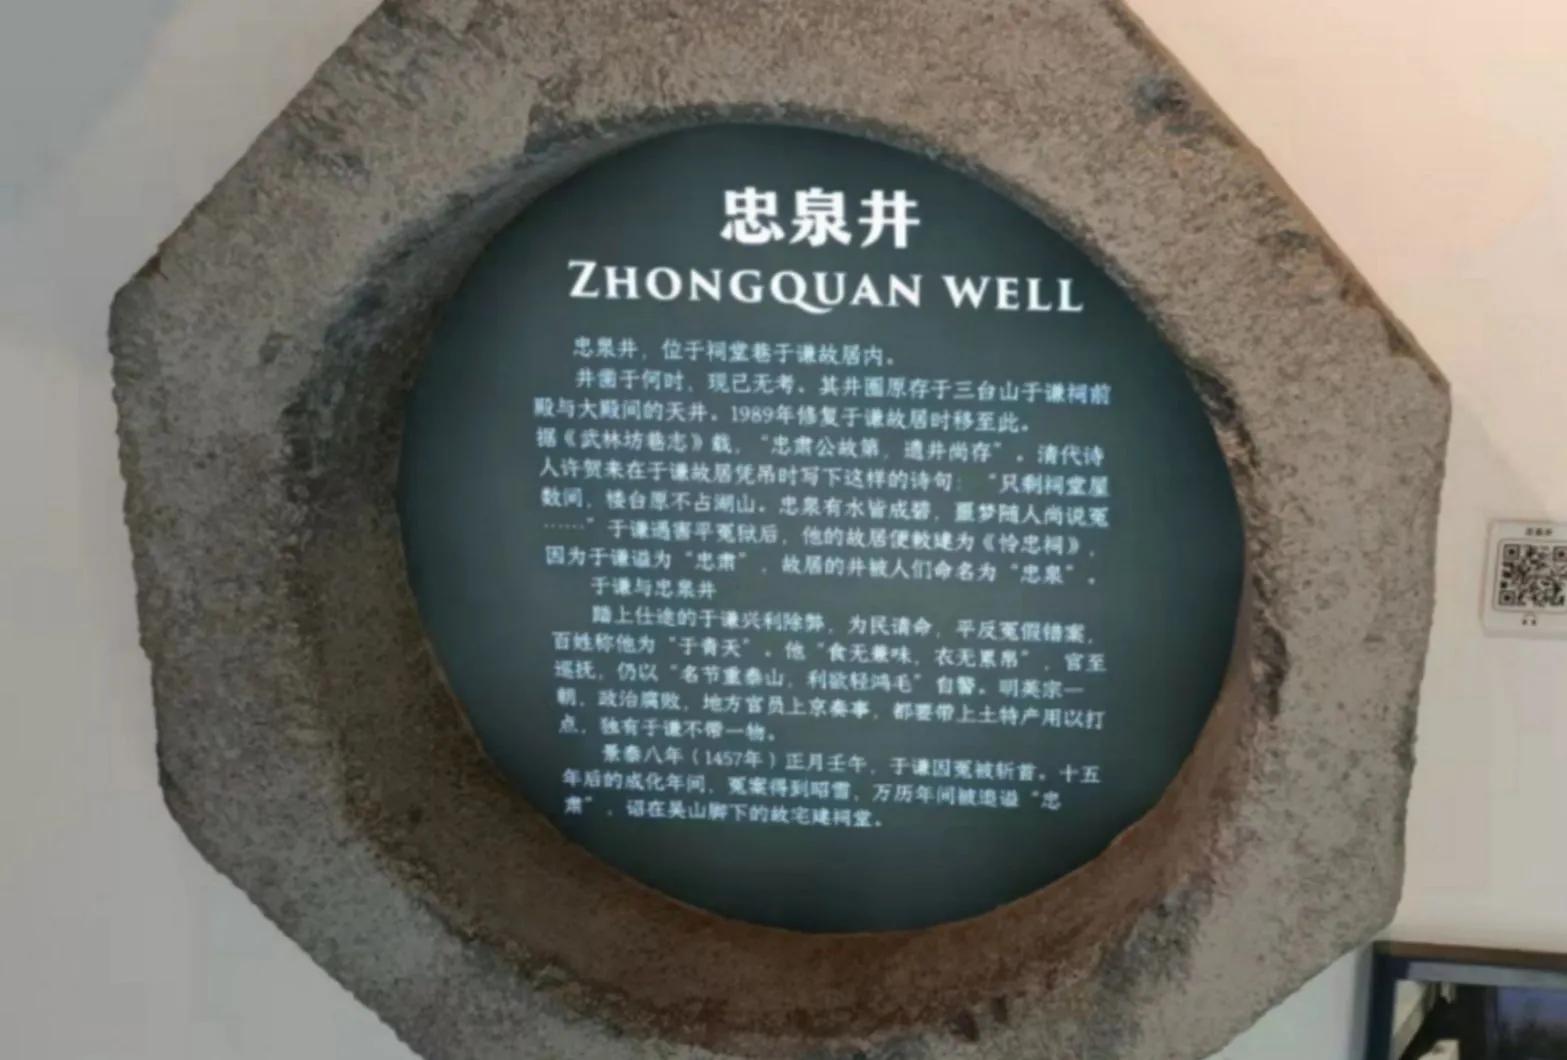 忠泉井
ZHONGQUAN WELL
忠泉井，位于祠堂巷于谦故居内。
井凿于何时，现已无考。其井圈原存于三台山于谦祠前
殿与大殿间的天井。1989年修复于谦故居时移至此。
据《武林坊巷志》载，“忠肃公故第，遗井尚存”。清代诗
人许贺来在于谦故居凭吊时写下这样的诗句：“只剩祠堂屋
数间，楼台原不占湖山。忠泉有水皆成碧，噩梦随人尚说冤
……”于谦遇害平冤狱后，他的故居便敕建为《怜忠祠》，
因为于谦谥为“忠肃”，故居的井被人们命名为“忠泉”。
于谦与忠泉井
踏上仕途的于谦兴利除弊，为民请命，平反冤假错案，
百姓称他为“于青天”。他“食无兼味，衣无累帛”，官至
巡抚，仍以“名节重泰山，利欲轻鸿毛”自警。明英宗一
朝，政治腐败，地方官员上京奏事，都要带上土特产用以打
点，独有于谦不带一物。
景泰八年（1457年）正月壬午，于谦因冤被斩首。十五
年后的成化年间，冤案得到昭雪，万历年间被追谥“忠
肃”，诏在吴山脚下的故宅建祠堂。